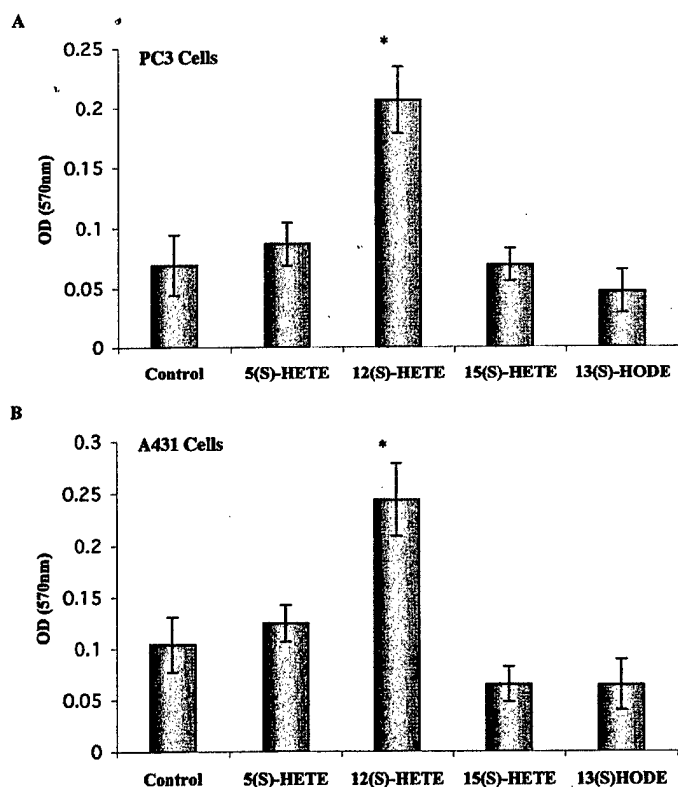 A
PC3 Cells
*
0.25
0.2
0.15
0.1
0.05
0
OD (570nm)
Control 5(S)-HETE 12(S)-HETE 15(S)-HETE 13(S)-HODE
B
A431 Cells
*
0.3
0.25
0.2
0.15
0.1
0.05
0
OD (570nm)
Control 5(S)-HETE 12(S)-HETE 15(S)-HETE 13(S)HODE